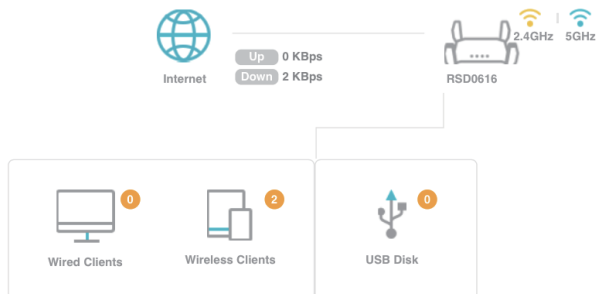 2.4GHz 5GHz
Up 0 KBps
Down 2 KBps
Internet
RSD0616
0
2
0
Wired Clients
Wireless Clients
USB Disk